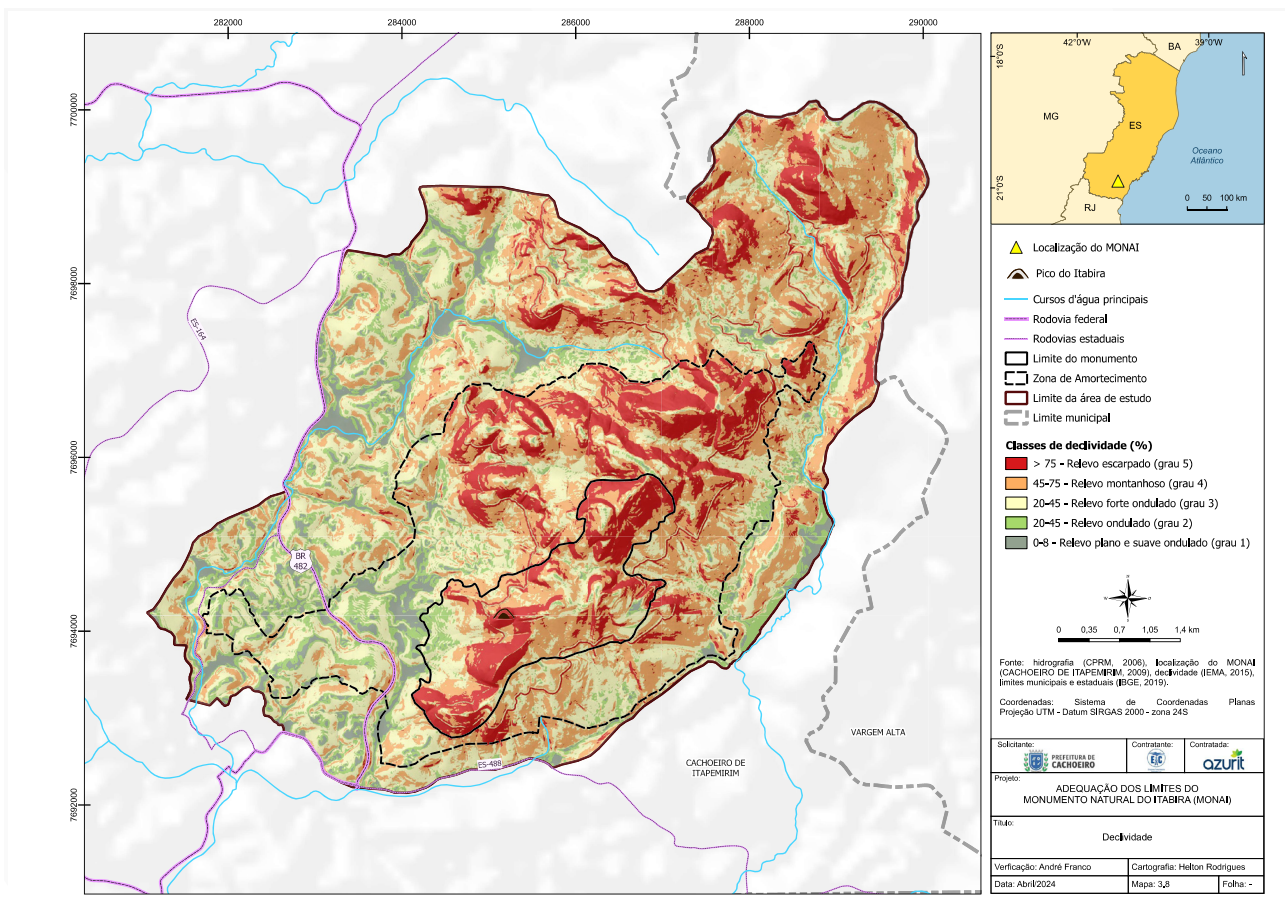 282000
284000
286000
288000
290000
7700000
7698000
7696000
7694000
7692000
ES-164
BR
482
ES-488
CACHOEIRO DE
ITAPEMIRIM
VARGEM ALTA
42°0'W
39°0'W
18°0'S
21°0'S
BA
MG
ES
RJ
Oceano
Atlântico
0 50 100 km
Localização do MONAI
Pico do Itabira
Cursos d'água principais
Rodovia federal
Rodovias estaduais
Limite do monumento
Zona de Amortecimento
Limite da área de estudo
Limite municipal
Classes de declividade (%)
> 75 - Relevo escarpado (grau 5)
45-75 - Relevo montanhoso (grau 4)
20-45 - Relevo forte ondulado (grau 3)
20-45 - Relevo ondulado (grau 2)
0-8 - Relevo plano e suave ondulado (grau 1)
0 0,35 0,7 1,05 1,4 km
Fonte: hidrografia (CPRM, 2006), localização do MONAI
(CACHOEIRO DE ITAPEMIRIM, 2009), declividade (IEMA, 2015),
limites municipais e estaduais (IBGE, 2019).
Coordenadas: Sistema de Coordenadas Planas
Projeção UTM - Datum SIRGAS 2000 - zona 24S
Solicitante:
PREFEITURA DE
CACHOEIRO
Contratante:
Contratada:
azurit
Projeto:
ADEQUAÇÃO DOS LIMITES DO
MONUMENTO NATURAL DO ITABIRA (MONAI)
Título:
Declividade
Verficação: André Franco
Cartografia: Helton Rodrigues
Data: Abril/2024
Mapa: 3.8
Folha: -